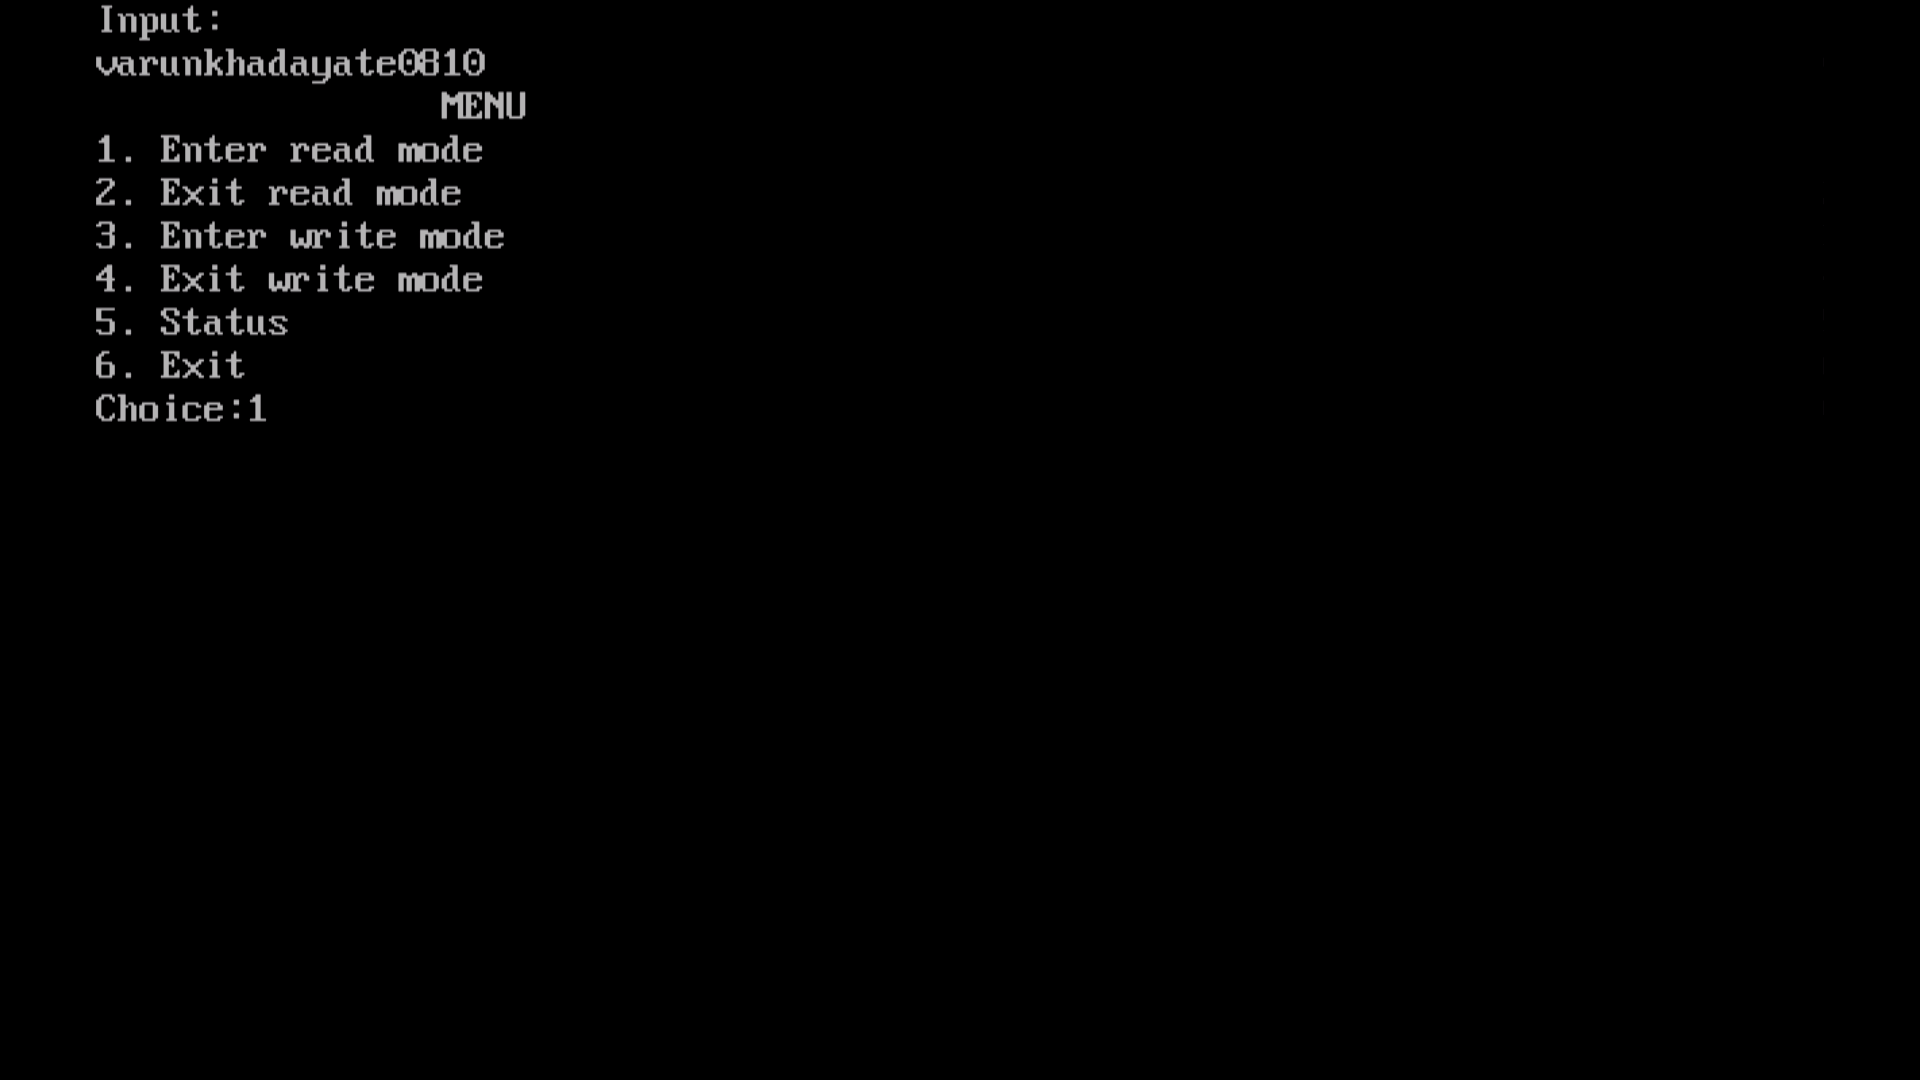 Input:
varunkhadayate0810
MENU
1. Enter read mode
2. Exit read mode
3. Enter write mode
4. Exit write mode
5. Status
6. Exit
Choice:1